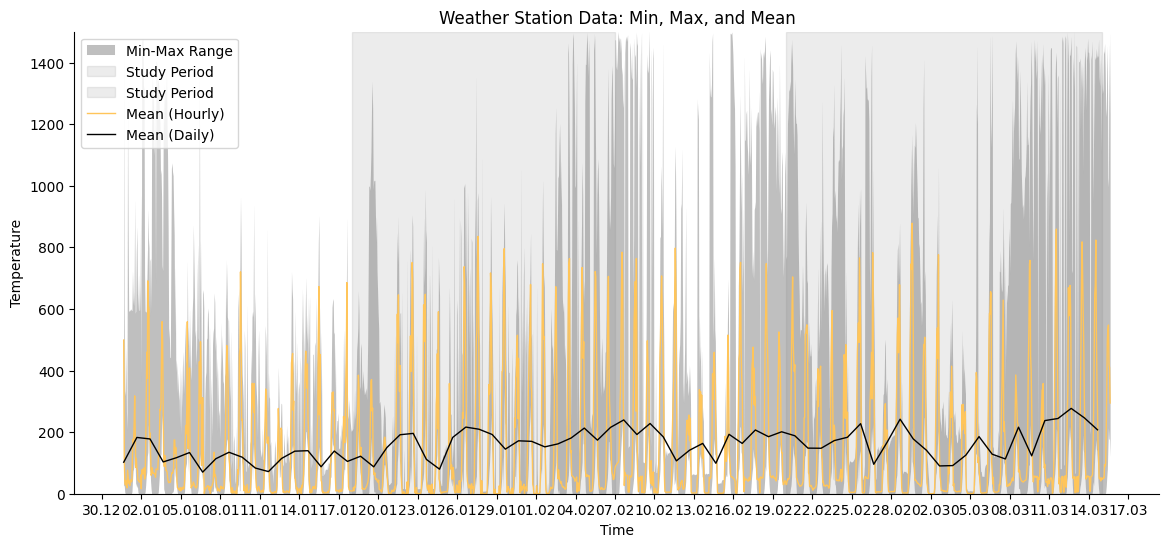 Weather Station Data: Min, Max, and Mean
Min-Max Range
Study Period
Study Period
Mean (Hourly)
Mean (Daily)
Temperature
1400
1200
1000
800
600
400
200
0
30.12 02.01 05.01 08.01 11.01 14.01 17.01 20.01 23.01 26.01 29.01 01.02 04.02 07.02 10.02 13.02 16.02 19.02 22.02 25.02 28.02 02.03 05.03 08.03 11.03 14.03 17.03
Time